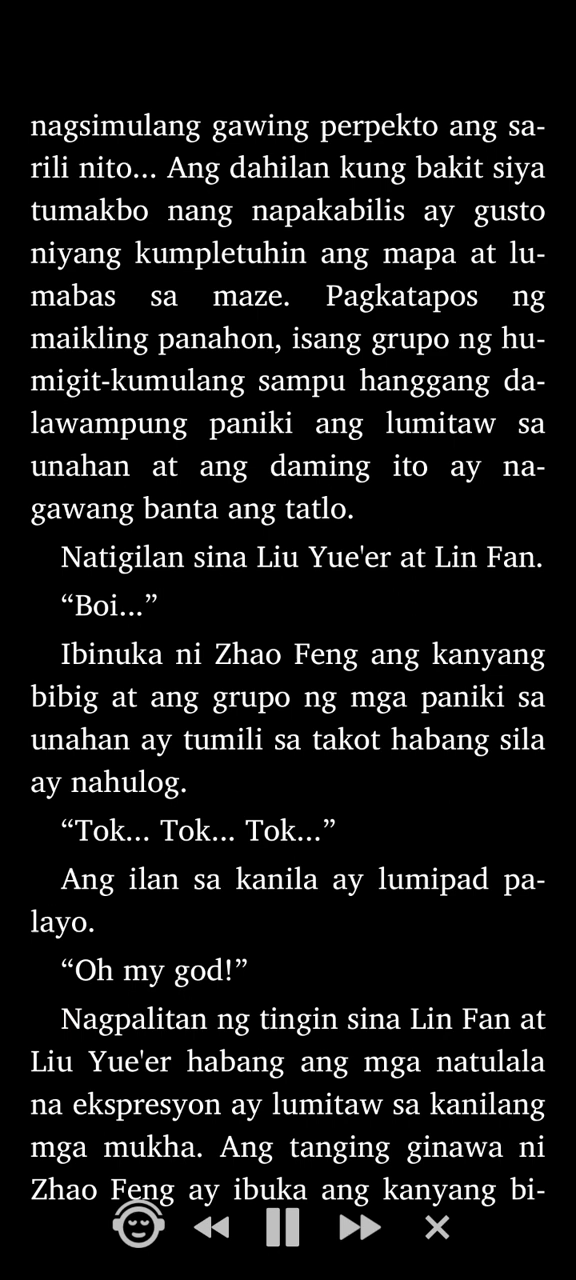 nagsimulang gawing perpekto ang sa-
rili nito... Ang dahilan kung bakit siya
tumakbo nang napakabilis ay gusto
niyang kumpletuhin ang mapa at lu-
mabas sa maze. Pagkatapos ng
maikling panahon, isang grupo ng hu-
migit-kumulang sampu hanggang da-
lawampung paniki ang lumitaw sa
unahan at ang daming ito ay na-
gawang banta ang tatlo.
Natigilan sina Liu Yue'er at Lin Fan.
“Boi...”
Ibinuka ni Zhao Feng ang kanyang
bibig at ang grupo ng mga paniki sa
unahan ay tumili sa takot habang sila
ay nahulog.
“Tok... Tok... Tok...”
Ang ilan sa kanila ay lumipad pa-
layo.
“Oh my god!”
Nagpalitan ng tingin sina Lin Fan at
Liu Yue'er habang ang mga natulala
na ekspresyon ay lumitaw sa kanilang
mga mukha. Ang tanging ginawa ni
Zhao Feng ay ibuka ang kanyang bi-